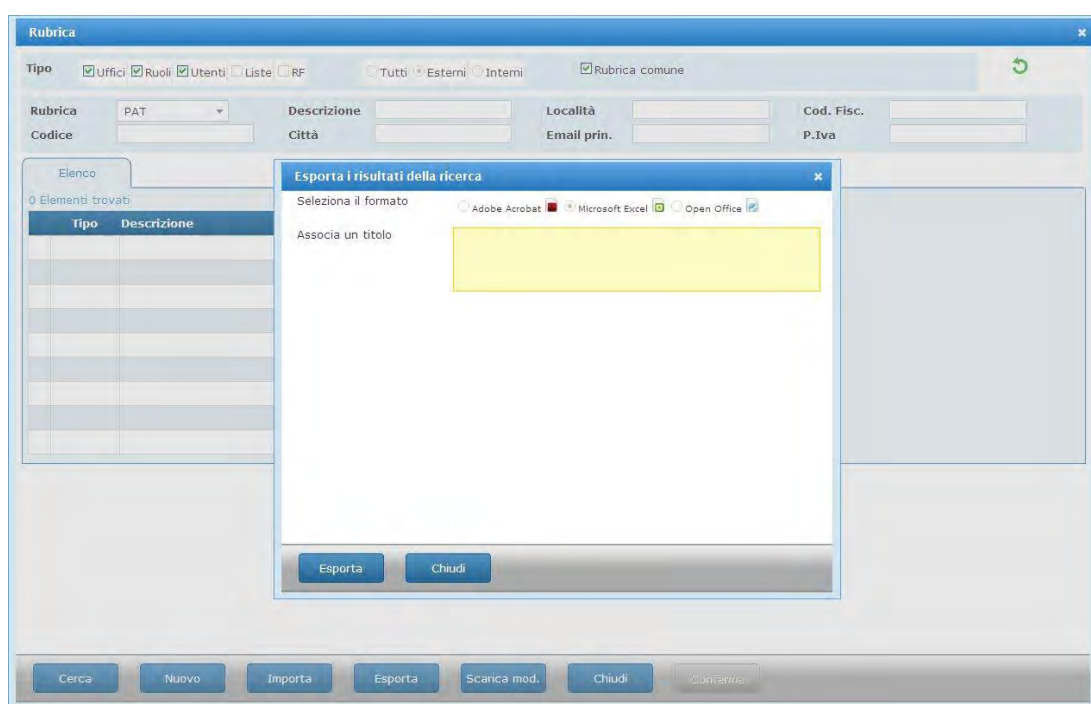 Rubrica
Tipo Uffici Ruoli Utenti Liste RF Tutti Esterni Interni Rubrica comune
Rubrica PAT Descrizione Località Cod. Fisc.
Codice Città Email prin. P.Iva
Elenco
0 Elementi trovati
Tipo Descrizione
Esporta i risultati della ricerca
Seleziona il formato Adobe Acrobat Microsoft Excel Open Office
Associa un titolo
Esporta Chiudi
Cerca Nuovo Importa Esporta Scarica mod. Chiudi Conferma